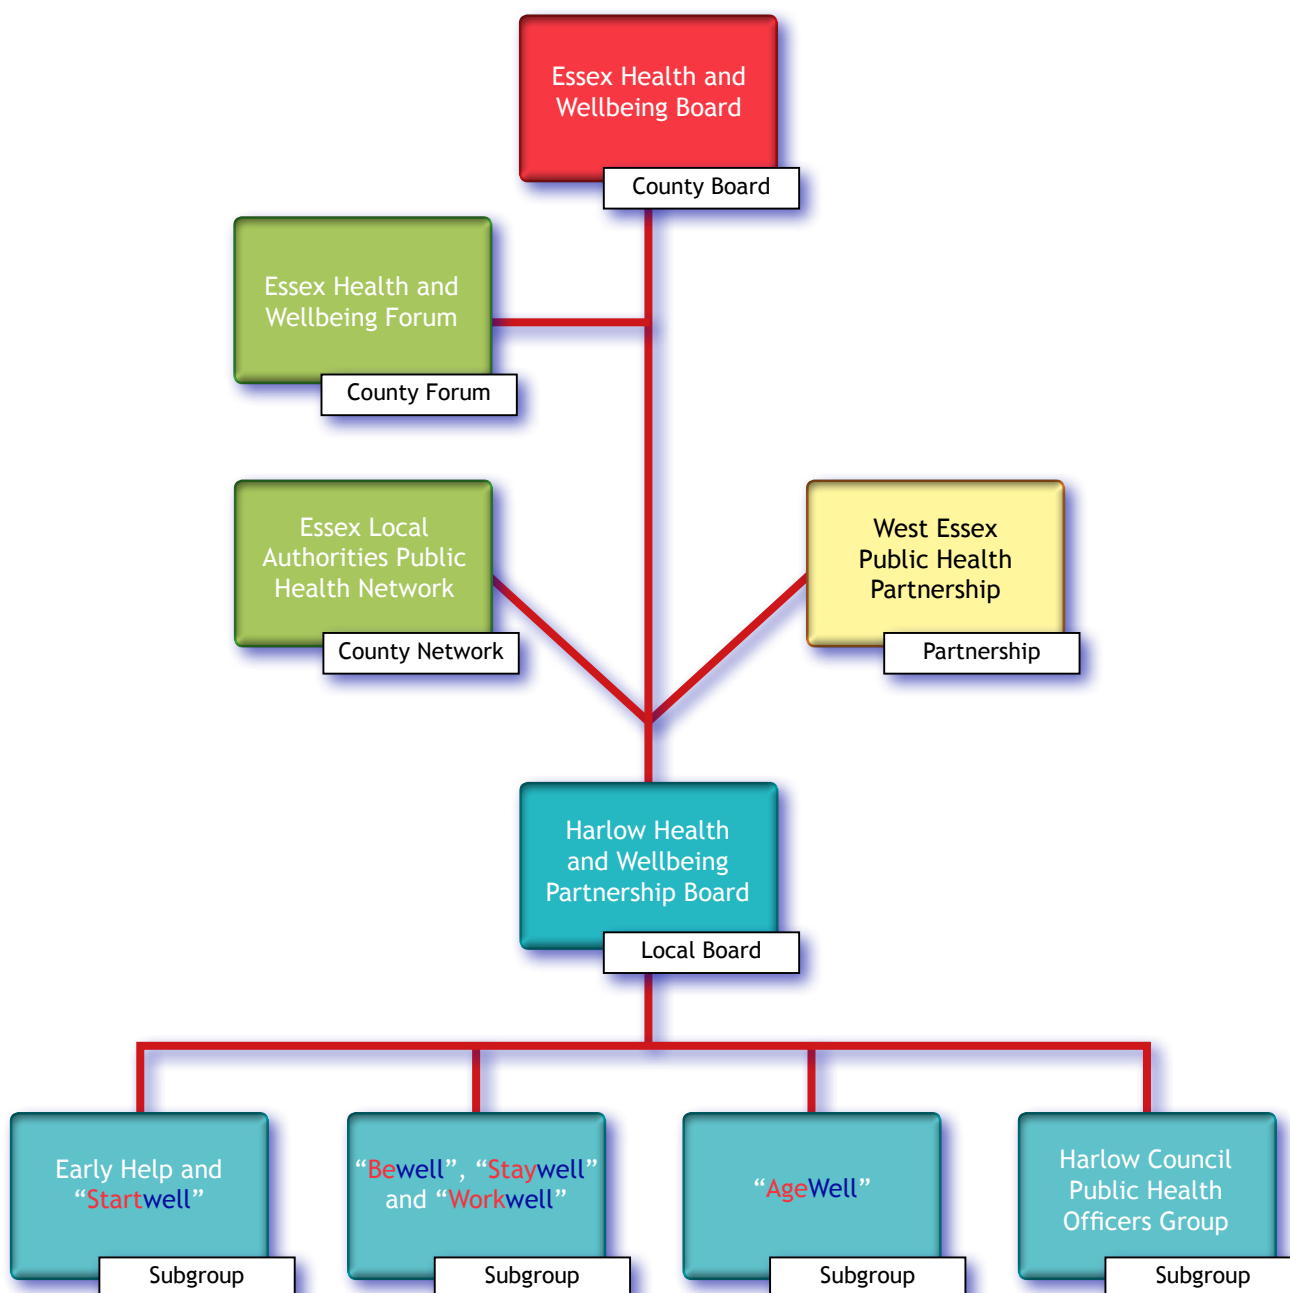 Essex Health and
Wellbeing Board
County Board
Essex Health and
Wellbeing Forum
County Forum
Essex Local
Authorities Public
Health Network
County Network
West Essex
Public Health
Partnership
Partnership
Harlow Health
and Wellbeing
Partnership Board
Local Board
Early Help and
“Startwell”
Subgroup
“Bewell”, “Staywell”
and “Workwell”
Subgroup
“AgeWell”
Subgroup
Harlow Council
Public Health
Officers Group
Subgroup